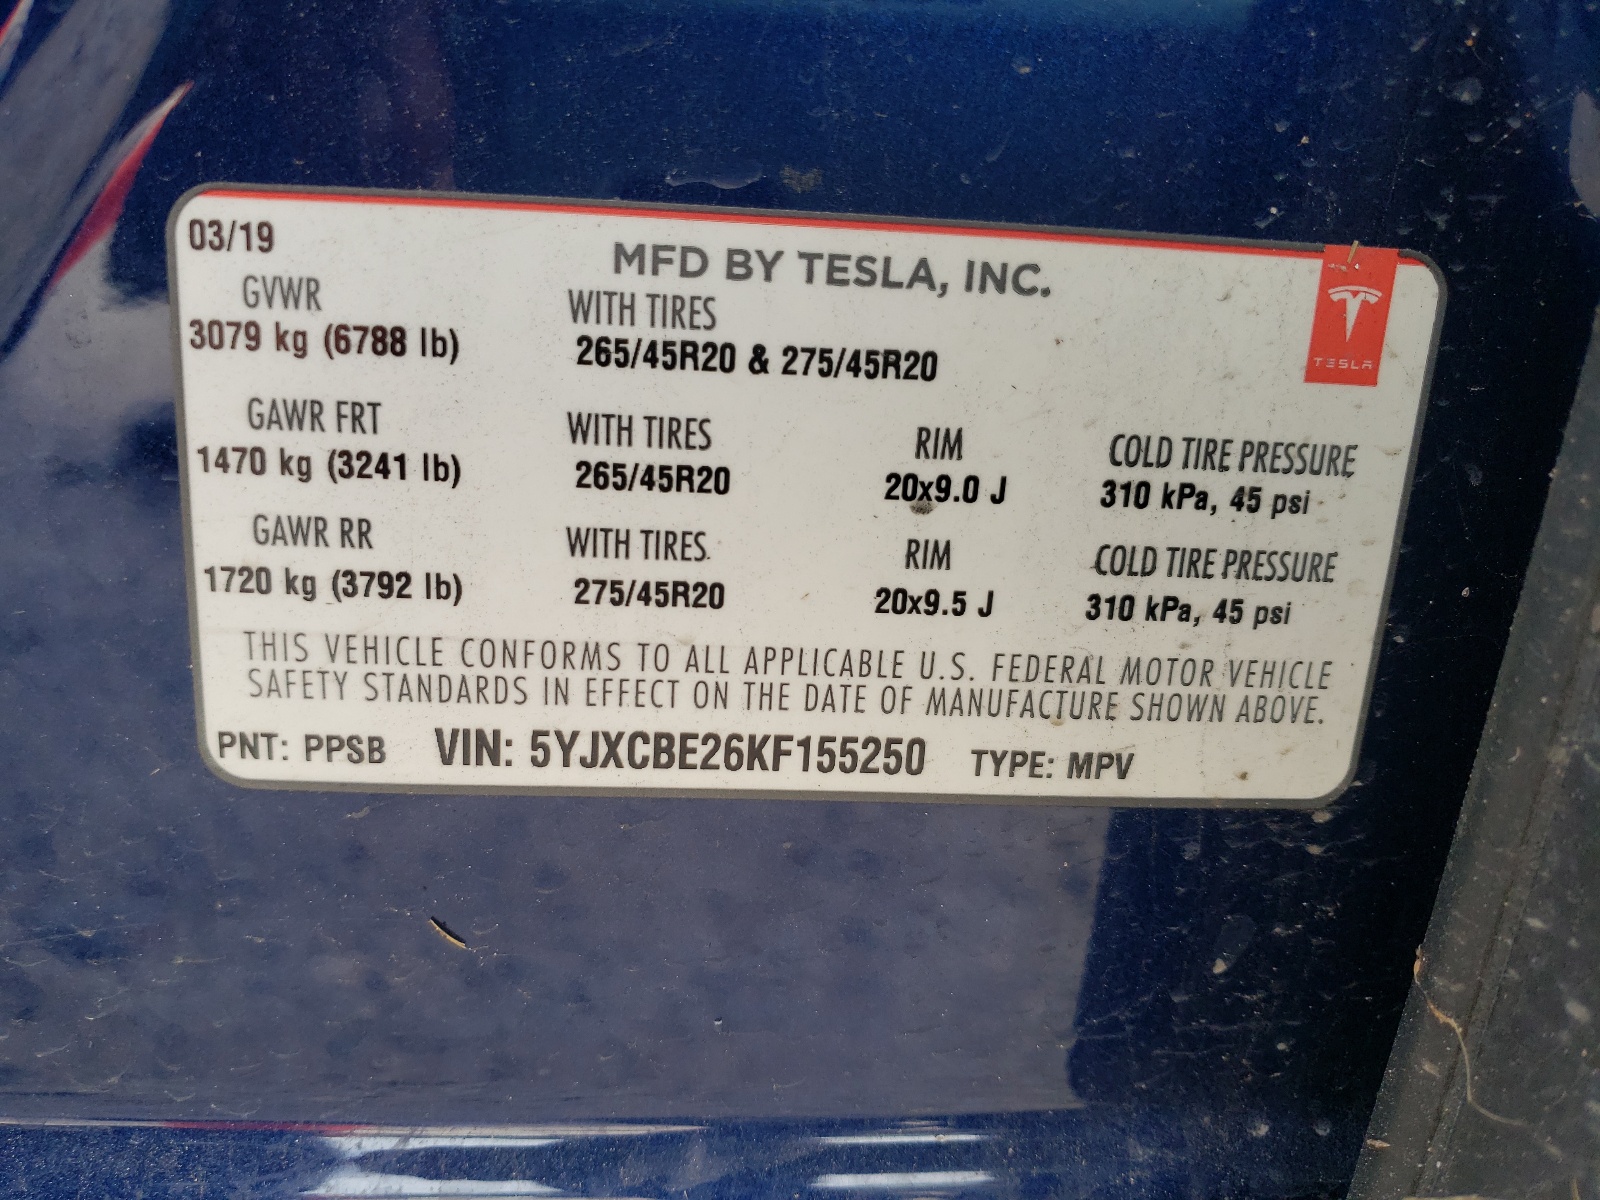 03/19
MFD BY TESLA, INC.
TESLA
GVWR WITH TIRES
3079 kg (6788 lb) 265/45R20 & 275/45R20
GAWR FRT WITH TIRES RIM COLD TIRE PRESSURE
1470 kg (3241 lb) 265/45R20 20x9.0 J 310 kPa, 45 psi
GAWR RR WITH TIRES RIM COLD TIRE PRESSURE
1720 kg (3792 lb) 275/45R20 20x9.5 J 310 kPa, 45 psi
THIS VEHICLE CONFORMS TO ALL APPLICABLE U.S. FEDERAL MOTOR VEHICLE
SAFETY STANDARDS IN EFFECT ON THE DATE OF MANUFACTURE SHOWN ABOVE.
PNT: PPSB VIN: 5YJXCBE26KF155250 TYPE: MPV